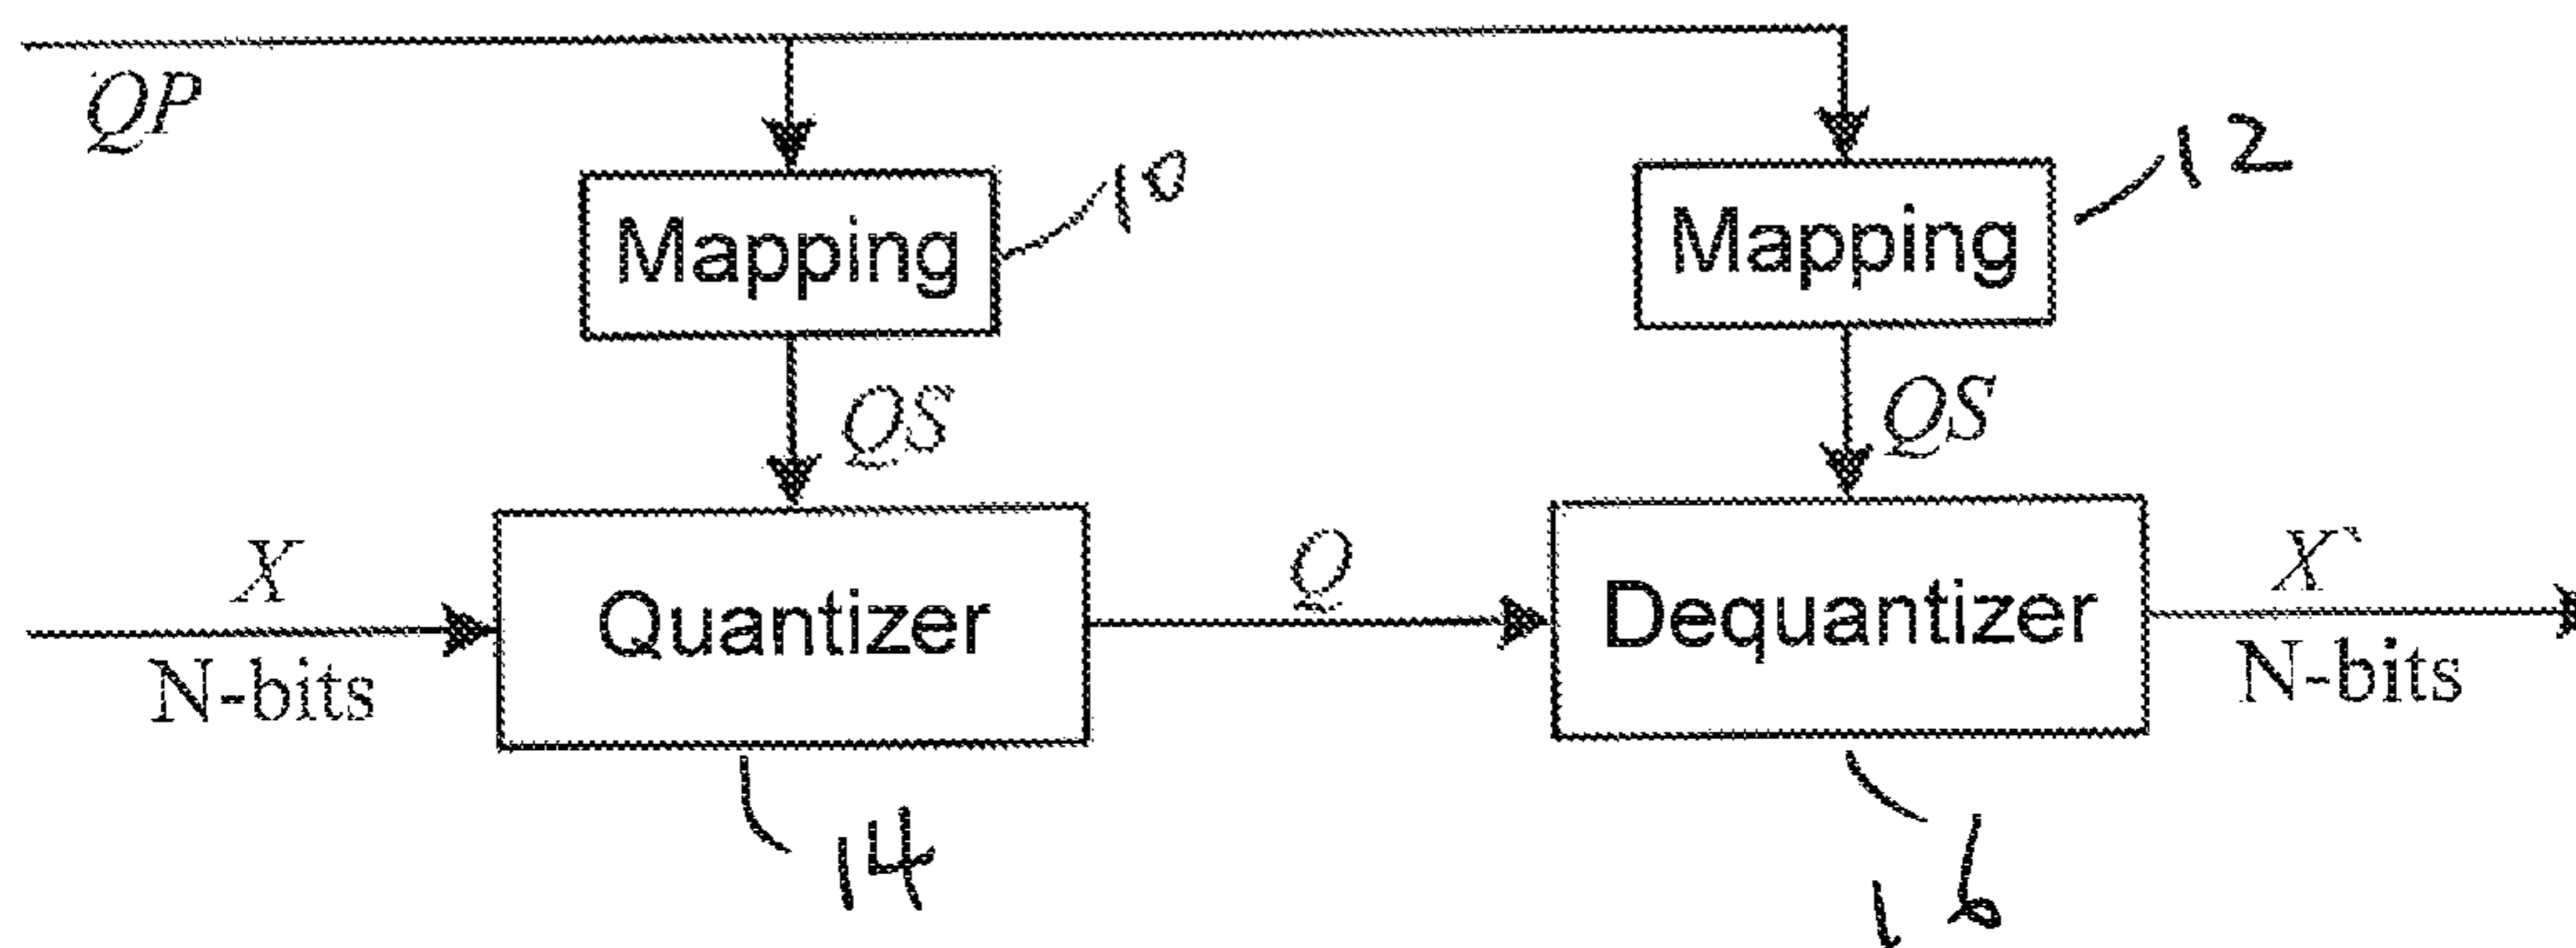 QP
10
12
Mapping
Mapping
QS
QS
X
Q
X`
Quantizer
Dequantizer
N-bits
N-bits
14
16